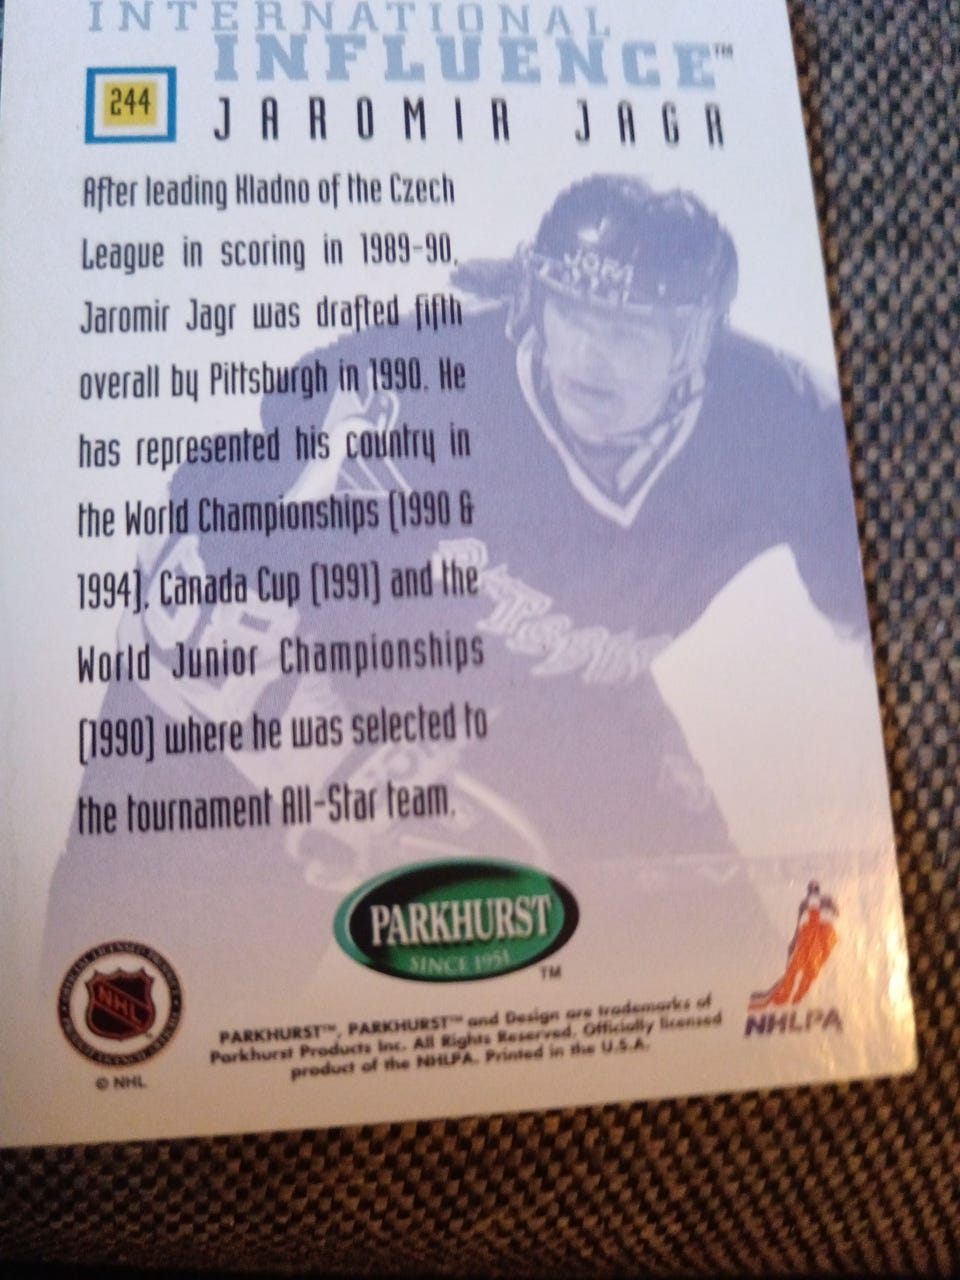 INTERNATIONAL
INFLUENCE™
244
JAROMIR JAGR
After leading Kladno of the Czech
League in scoring in 1989-90,
Jaromir Jagr was drafted fifth
overall by Pittsburgh in 1990. He
has represented his country in
the World Championships (1990 &
1994), Canada Cup (1991) and the
World Junior Championships
(1990) where he was selected to
the tournament All-Star team.
JOFA
68
PARKHURST
SINCE 1951
™
NHL
© NHL
NHLPA
PARKHURST™, PARKHURST™ and Design are trademarks of
Parkhurst Products Inc. All Rights Reserved. Officially licensed
product of the NHLPA. Printed in the U.S.A.